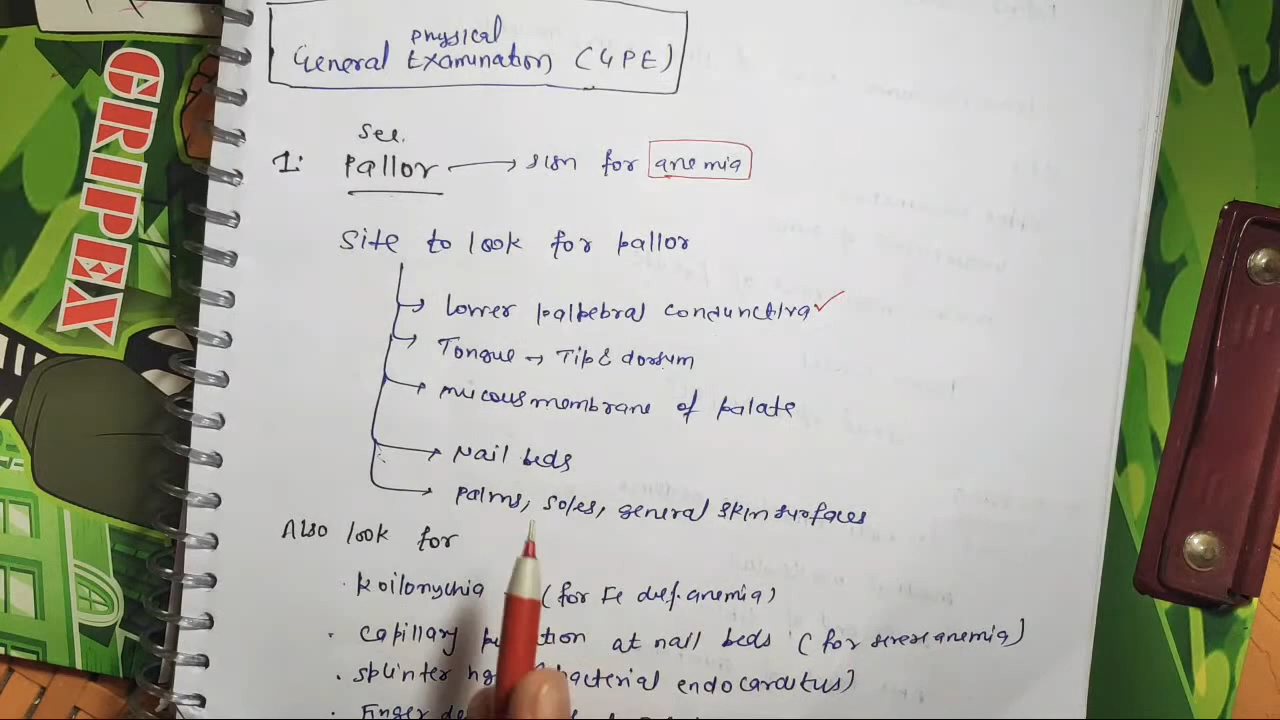 CRIPEX
Physical
General Examination (GPE)
See.
1: Pallor → sign for anemia
Site to look for pallor
→ Lower palpebral conjunctiva ✓
→ Tongue → Tip & dorsum
→ mucous membrane of palate
→ Nail beds
→ palms, soles, general skin surfaces
Also look for
· Koilonychia (for Fe def. anemia)
· Capillary at nail beds (for severe anemia)
· splinter bacterial endocarditus)
· Finger